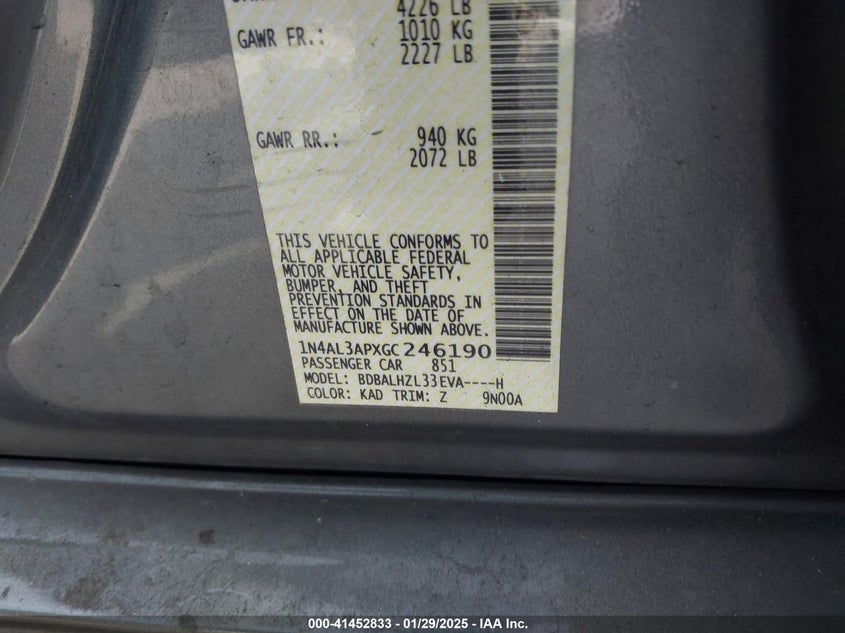 4226 LB
GAWR FR.: 1010 KG
2227 LB
GAWR RR.: 940 KG
2072 LB
THIS VEHICLE CONFORMS TO
ALL APPLICABLE FEDERAL
MOTOR VEHICLE SAFETY,
BUMPER, AND THEFT
PREVENTION STANDARDS IN
EFFECT ON THE DATE OF
MANUFACTURE SHOWN ABOVE.
1N4AL3APXGC246190
PASSENGER CAR 851
MODEL: BDBALHZL33EVA----H
COLOR: KAD TRIM: Z 9N00A
000-41452833 - 01/29/2025 - IAA Inc.